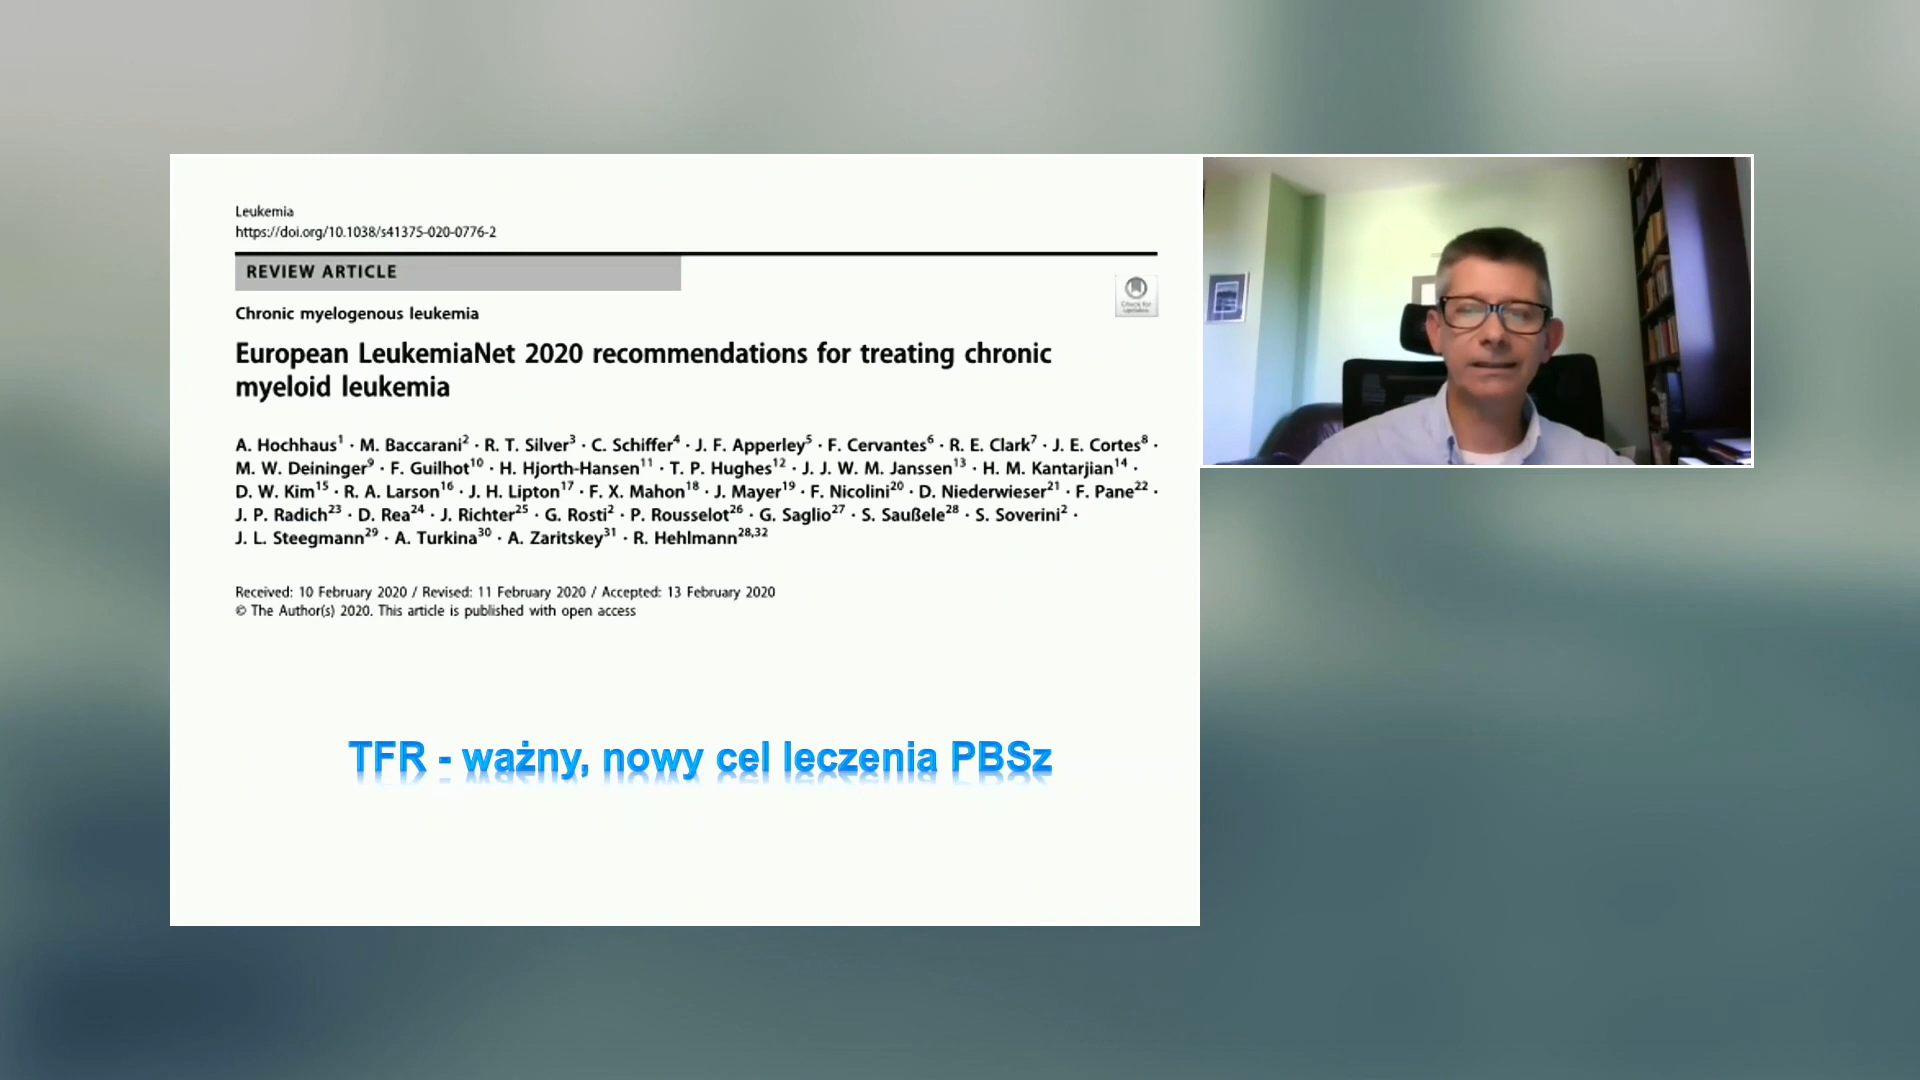 Leukemia
https://doi.org/10.1038/s41375-020-0776-2
REVIEW ARTICLE
Check for
updates
Chronic myelogenous leukemia
European LeukemiaNet 2020 recommendations for treating chronic
myeloid leukemia
A. Hochhaus1 · M. Baccarani2 · R. T. Silver3 · C. Schiffer4 · J. F. Apperley5 · F. Cervantes6 · R. E. Clark7 · J. E. Cortes8 ·
M. W. Deininger9 · F. Guilhot10 · H. Hjorth-Hansen11 · T. P. Hughes12 · J. J. W. M. Janssen13 · H. M. Kantarjian14 ·
D. W. Kim15 · R. A. Larson16 · J. H. Lipton17 · F. X. Mahon18 · J. Mayer19 · F. Nicolini20 · D. Niederwieser21 · F. Pane22 ·
J. P. Radich23 · D. Rea24 · J. Richter25 · G. Rosti2 · P. Rousselot26 · G. Saglio27 · S. Saußele28 · S. Soverini2 ·
J. L. Steegmann29 · A. Turkina30 · A. Zaritskey31 · R. Hehlmann28,32
Received: 10 February 2020 / Revised: 11 February 2020 / Accepted: 13 February 2020
© The Author(s) 2020. This article is published with open access
TFR - ważny, nowy cel leczenia PBSz